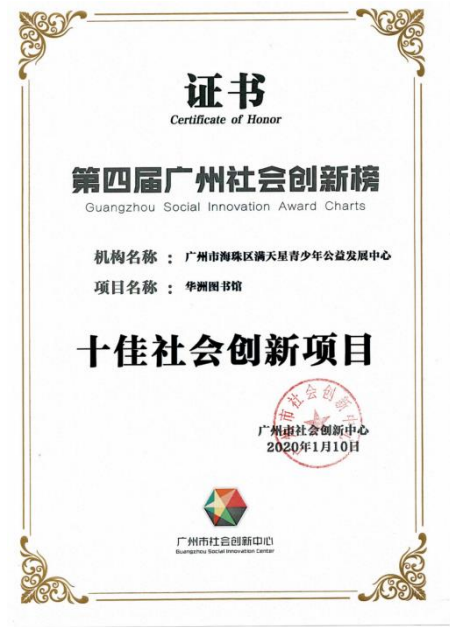 证书
Certificate of Honor
第四届广州社会创新榜
Guangzhou Social Innovation Award Charts
机构名称 : 广州市海珠区满天星青少年公益发展中心
项目名称 : 华洲图书馆
十佳社会创新项目
广州市社会创新中心
2020年1月10日
广州市社会创新中心
Guangzhou Social Innovation Center